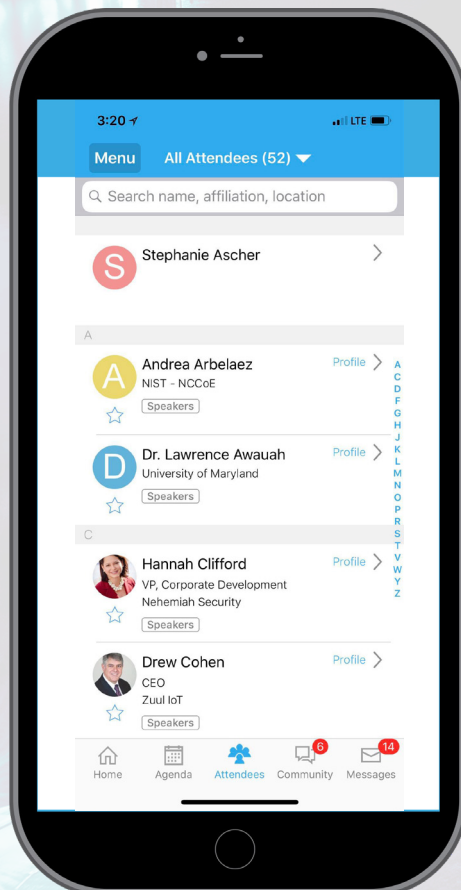 3:20 LTE
Menu All Attendees (52)
Search name, affiliation, location
S Stephanie Ascher
A
A Andrea Arbelaez Profile
NIST - NCCoE
Speakers
D Dr. Lawrence Awauah Profile
University of Maryland
Speakers
C
Hannah Clifford Profile
VP, Corporate Development
Nehemiah Security
Speakers
Drew Cohen Profile
CEO
Zuul IoT
Speakers
A
C
D
F
G
H
J
K
L
M
N
O
P
R
S
T
V
W
Y
Z
6 14
Home Agenda Attendees Community Messages